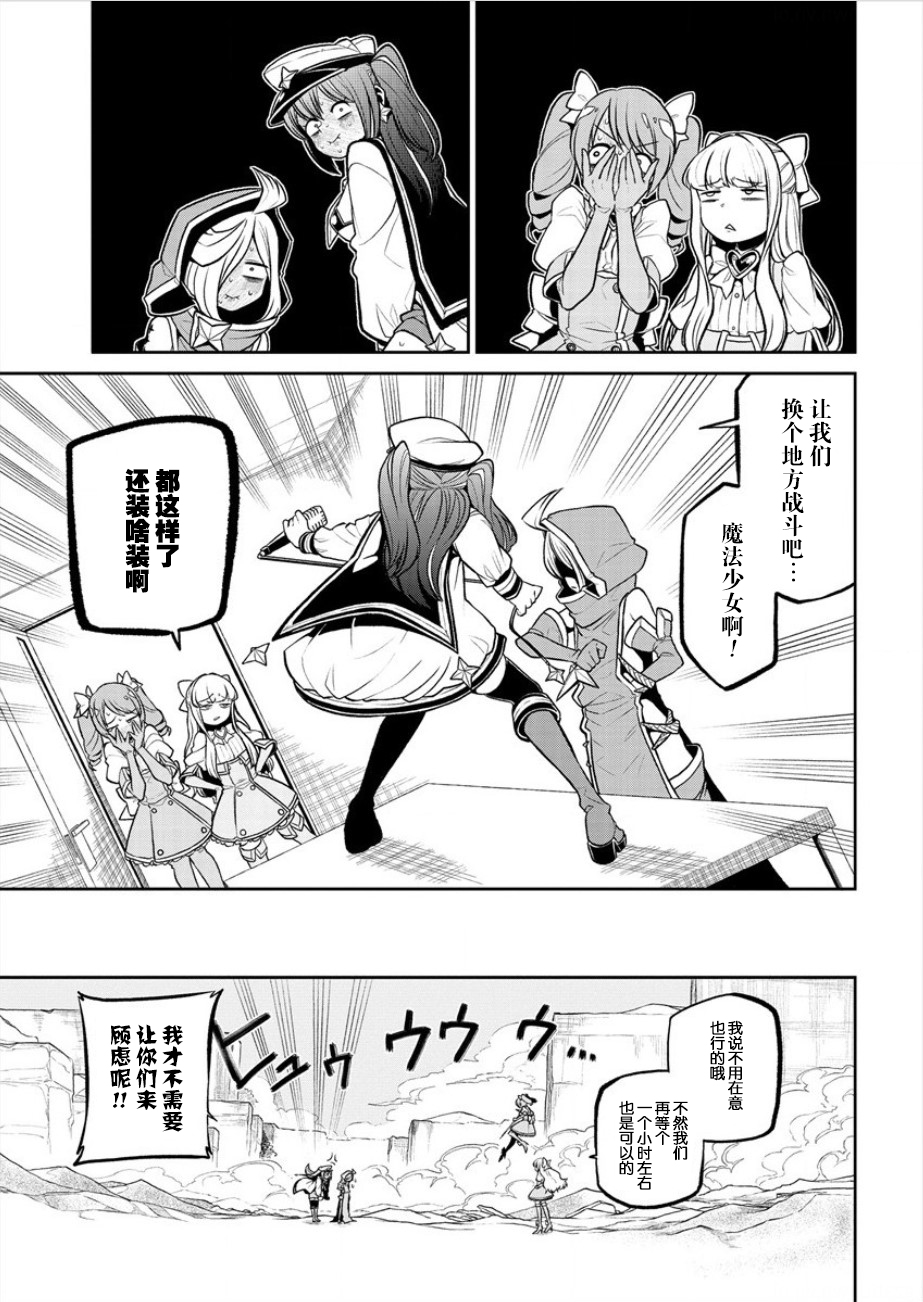 让我们
换个地方战斗吧…
魔法少女啊！
都这样了
还装啥装啊
我说不用在意
也行的哦
不然我们
再等个
一个小时左右
也是可以的
ヒュゥウウウゥ…
我才不需要
让你们来
顾虑呢!!